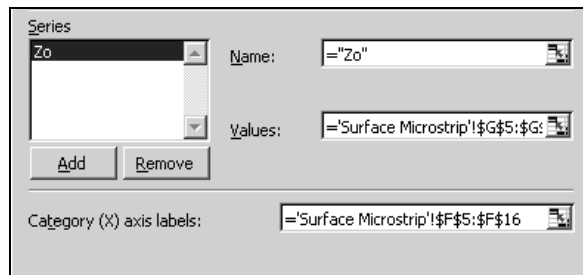 Series
Zo
Name:
="Zo"
Values:
='Surface Microstrip'!$G$5:$G
Add
Remove
Category (X) axis labels:
='Surface Microstrip'!$F$5:$F$16